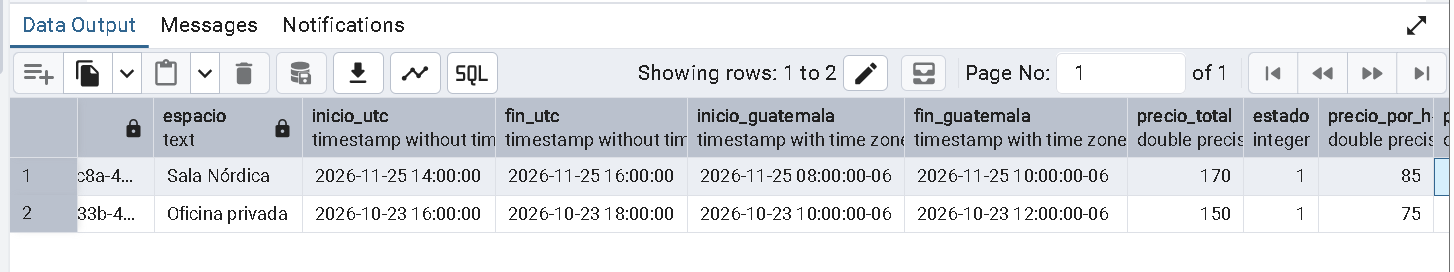 Data Output Messages Notifications
SQL Showing rows: 1 to 2 Page No: 1 of 1
espacio inicio_utc fin_utc inicio_guatemala fin_guatemala precio_total estado precio_por_h
text timestamp without tim timestamp without tim timestamp with time zone timestamp with time zone double precis integer double precis
1 c8a-4... Sala Nórdica 2026-11-25 14:00:00 2026-11-25 16:00:00 2026-11-25 08:00:00-06 2026-11-25 10:00:00-06 170 1 85
2 33b-4... Oficina privada 2026-10-23 16:00:00 2026-10-23 18:00:00 2026-10-23 10:00:00-06 2026-10-23 12:00:00-06 150 1 75